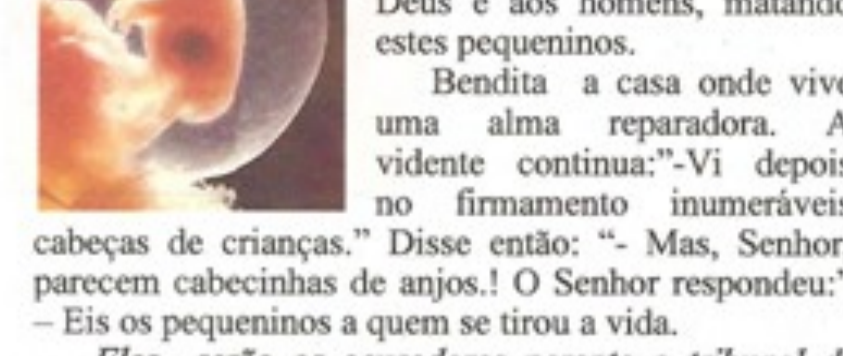 Deus e aos homens, matando
estes pequeninos.
Bendita a casa onde vive
uma alma reparadora. A
vidente continua:”-Vi depois
no firmamento inumeráveis
cabeças de crianças.” Disse então: “- Mas, Senhor
parecem cabecinhas de anjos.! O Senhor respondeu:”
– Eis os pequeninos a quem se tirou a vida.